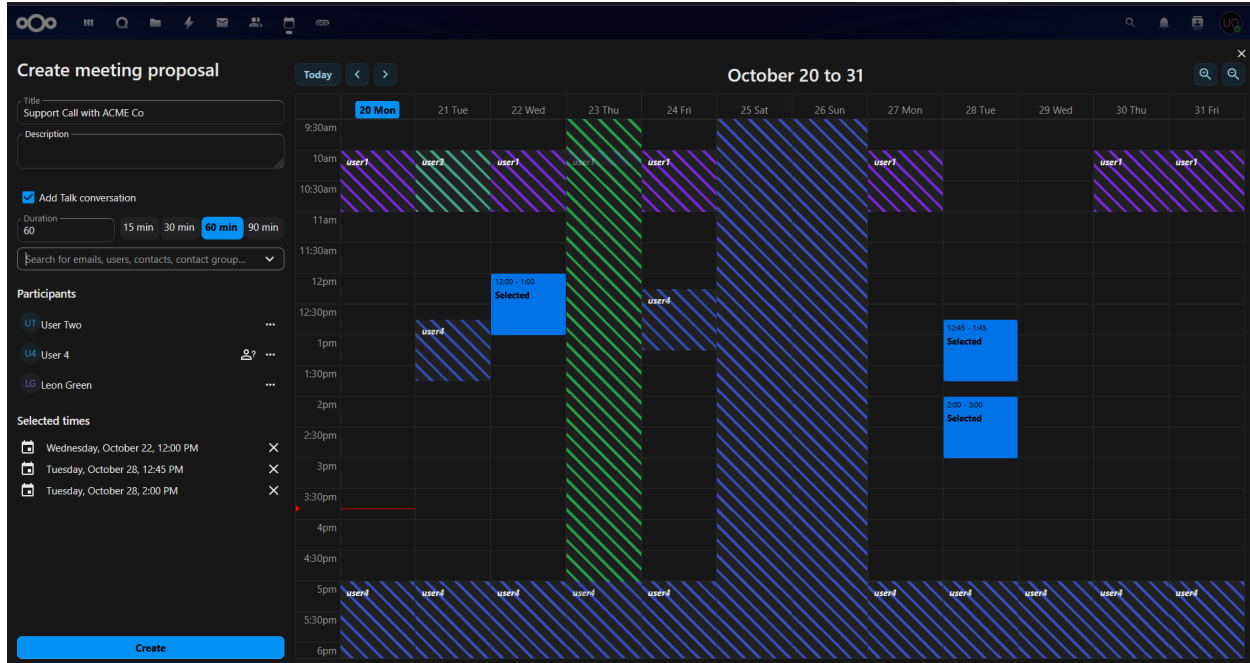 UO
Create meeting proposal
Title
Support Call with ACME Co
Description
Add Talk conversation
Duration
60
15 min 30 min 60 min 90 min
Search for emails, users, contacts, contact group...
Participants
UT User Two
U4 User 4
LG Leon Green
Selected times
Wednesday, October 22, 12:00 PM
Tuesday, October 28, 12:45 PM
Tuesday, October 28, 2:00 PM
Create
Today
October 20 to 31
20 Mon 21 Tue 22 Wed 23 Thu 24 Fri 25 Sat 26 Sun 27 Mon 28 Tue 29 Wed 30 Thu 31 Fri
9:30am
10am user1 user2 user1 user1 user1 user1 user1 user1
10:30am
11am
11:30am
12pm
12:00 - 1:00
Selected
user4
12:30pm
user4
12:45 - 1:45
Selected
1pm
1:30pm
2pm
2:00 - 3:00
Selected
2:30pm
3pm
3:30pm
4pm
4:30pm
5pm user4 user4 user4 user4 user4 user4 user4 user4 user4 user4
5:30pm
6pm